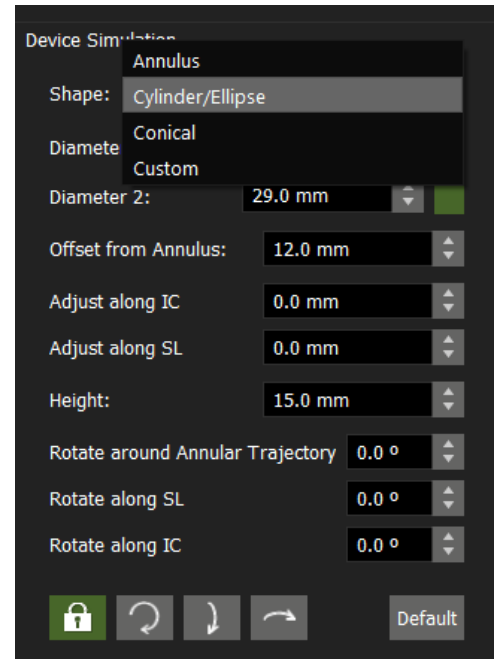 Device Sim
Annulus
Shape: Cylinder/Ellipse
Conical
Diamete
Custom
Diameter 2: 29.0 mm
Offset from Annulus: 12.0 mm
Adjust along IC 0.0 mm
Adjust along SL 0.0 mm
Height: 15.0 mm
Rotate around Annular Trajectory 0.0 º
Rotate along SL 0.0 º
Rotate along IC 0.0 º
Default